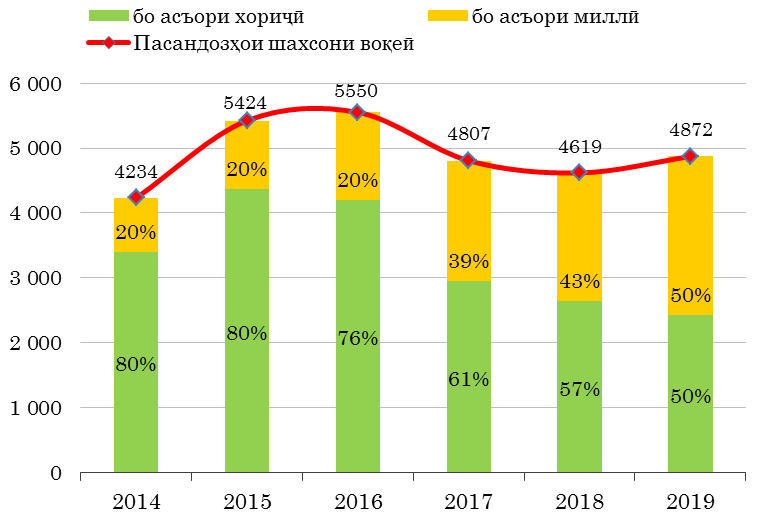 бо асъори хориҷӣ бо асъори миллӣ
Пасандозҳои шахсони воқеӣ
6 000
5 000
4 000
3 000
2 000
1 000
0
4234 5424 5550 4807 4619 4872
20% 20% 20% 39% 43% 50%
80% 80% 76% 61% 57% 50%
2014 2015 2016 2017 2018 2019